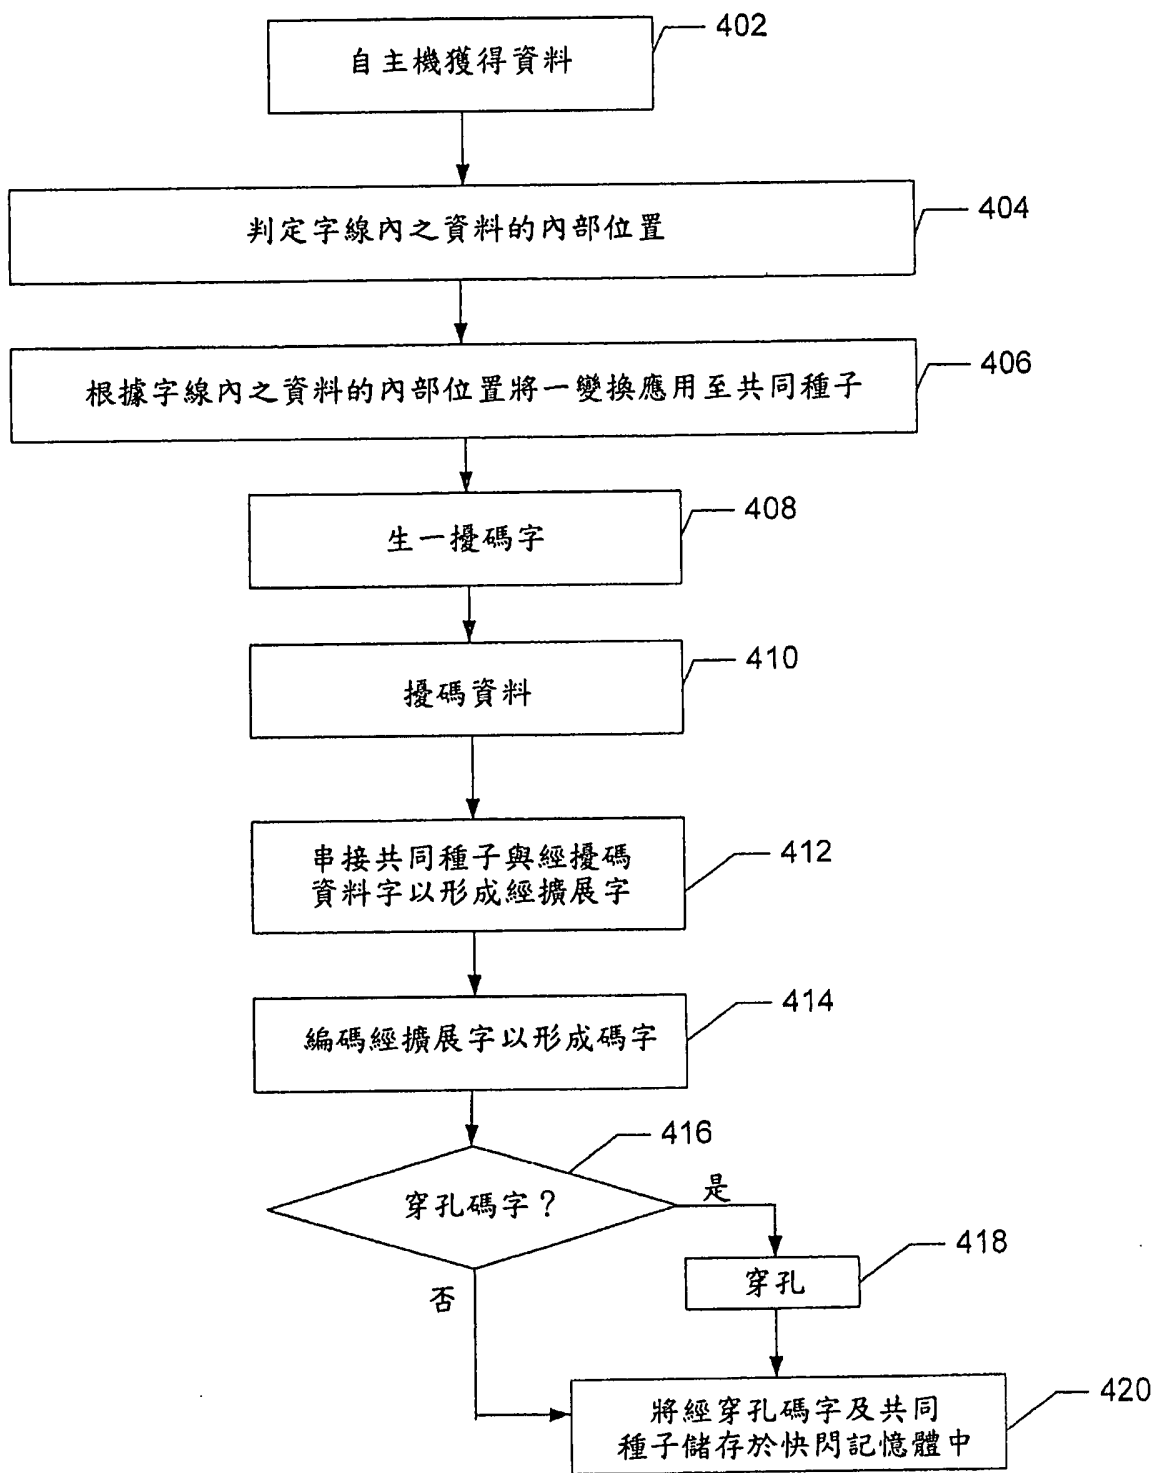 402
自主機獲得資料
404
判定字線內之資料的內部位置
406
根據字線內之資料的內部位置將一變換應用至共同種子
408
生一擾碼字
410
擾碼資料
412
串接共同種子與經擾碼
資料字以形成經擴展字
414
編碼經擴展字以形成碼字
416
穿孔碼字？
是
418
穿孔
否
420
將經穿孔碼字及共同
種子儲存於快閃記憶體中